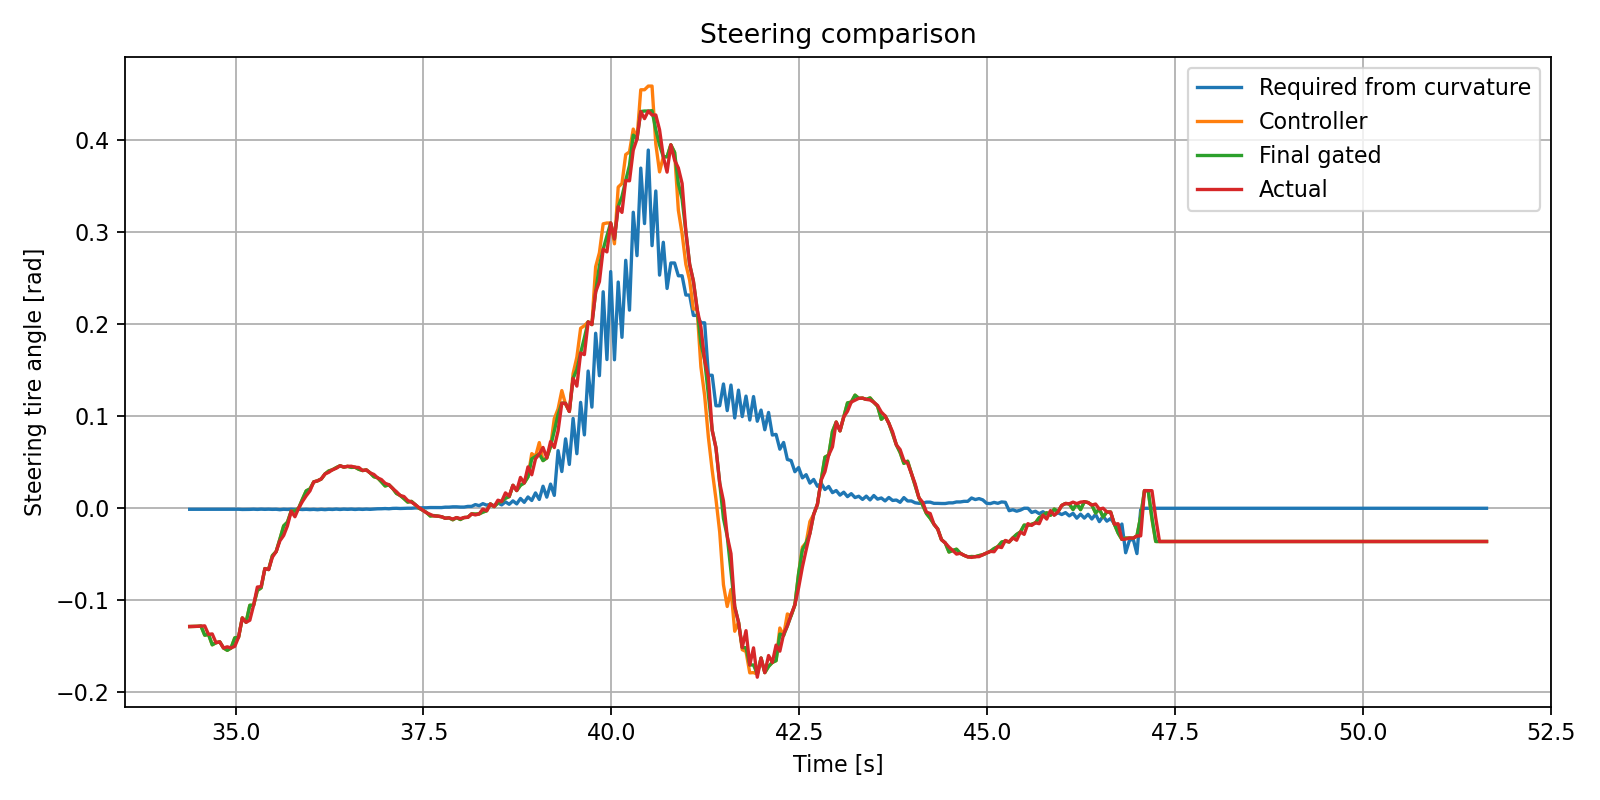 Steering comparison
Required from curvature
Controller
Final gated
Actual
Steering tire angle [rad]
0.4
0.3
0.2
0.1
0.0
−0.1
−0.2
35.0 37.5 40.0 42.5 45.0 47.5 50.0 52.5
Time [s]